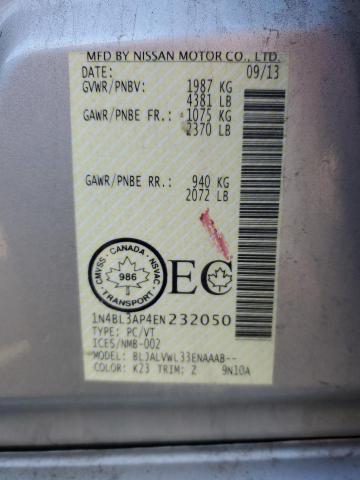 MFD BY NISSAN MOTOR CO., LTD.
DATE: 09/13
GVWR/PNBV: 1987 KG
4381 LB
GAWR/PNBE FR.: 1075 KG
2370 LB
GAWR/PNBE RR.: 940 KG
2072 LB
CANADA
CMVSS NSVAC
986
TRANSPORT
EC
1N4BL3AP4EN232050
TYPE: PC/VT
ICES/NMB-002
MODEL: BLJALVWL33ENAAAB--
COLOR: K23 TRIM: Z 9N10A